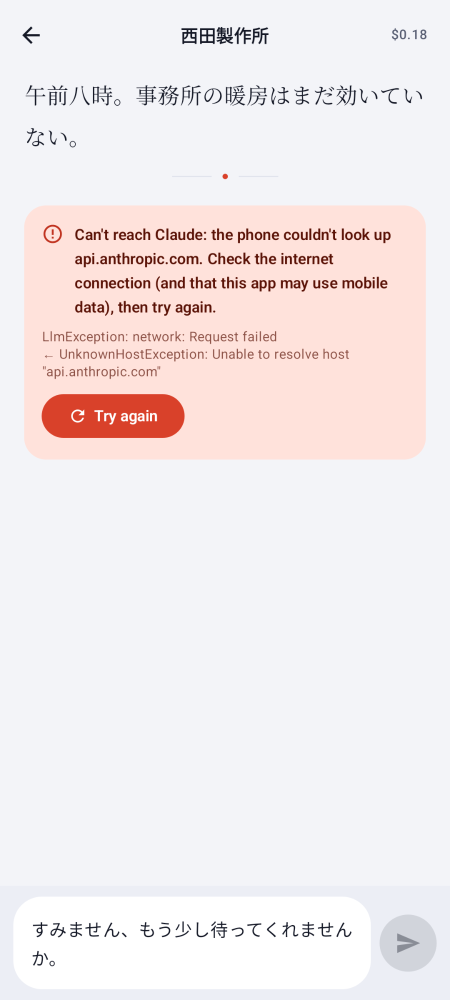 西田製作所
$0.18
午前八時。事務所の暖房はまだ効いてい
ない。
Can't reach Claude: the phone couldn't look up
api.anthropic.com. Check the internet
connection (and that this app may use mobile
data), then try again.
LlmException: network: Request failed
← UnknownHostException: Unable to resolve host
"api.anthropic.com"
Try again
すみません、もう少し待ってくれません
か。